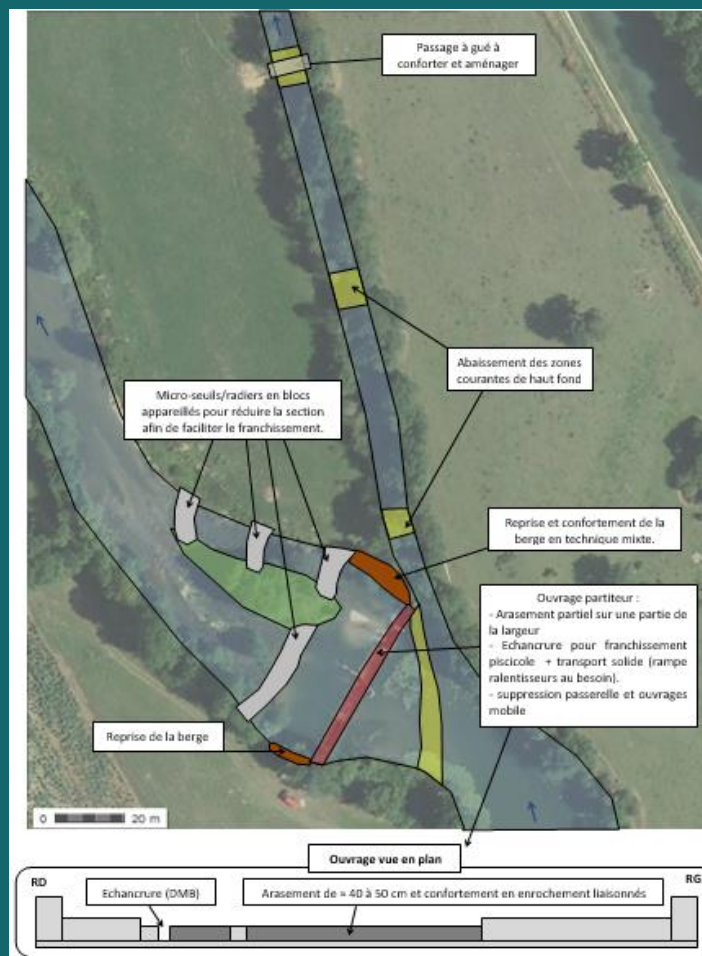 Passage à gué à
conforter et aménager
Abaissement des zones
courantes de haut fond
Micro-seuils/radiers en blocs
appareillés pour réduire la section
afin de faciliter le franchissement.
Reprise et confortement de la
berge en technique mixte.
Ouvrage partiteur :
- Arasement partiel sur une partie de
la largeur
- Echancrure pour franchissement
piscicole + transport solide (rampe
ralentisseurs au besoin).
- suppression passerelle et ouvrages
mobile
Reprise de la berge
0 20 m
Ouvrage vue en plan
RD
RG
Echancrure (DMB)
Arasement de ≈ 40 à 50 cm et confortement en enrochement liaisonnés